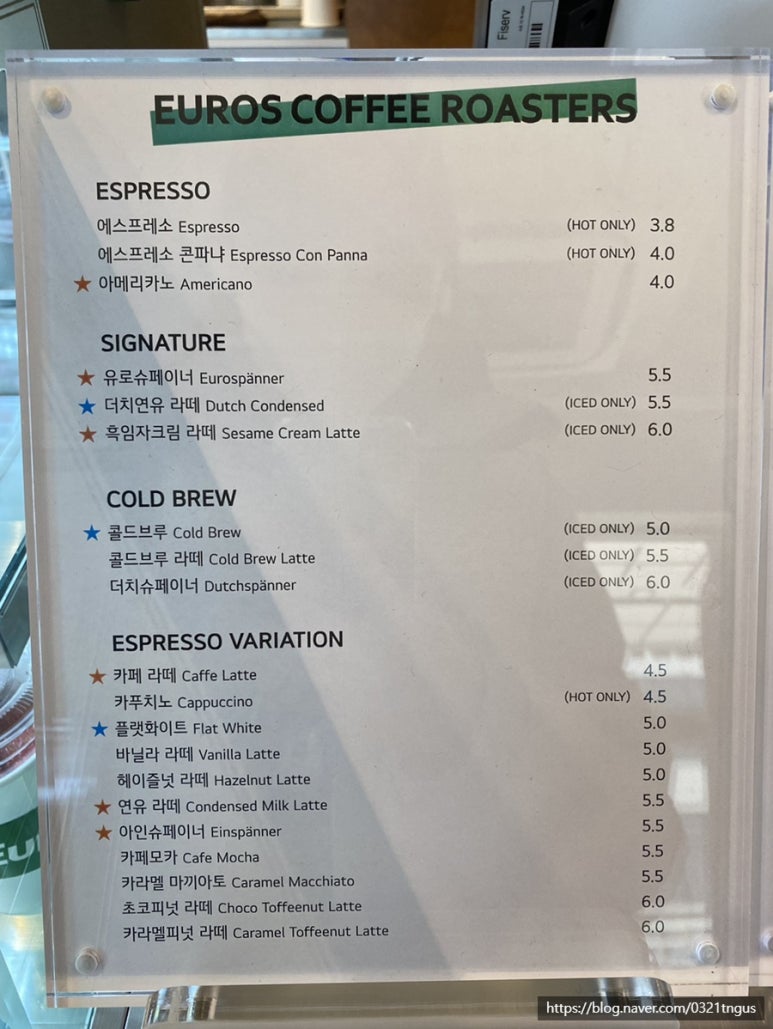 Fiserv
EUROS COFFEE ROASTERS
ESPRESSO
에스프레소 Espresso (HOT ONLY) 3.8
에스프레소 콘파냐 Espresso Con Panna (HOT ONLY) 4.0
★ 아메리카노 Americano 4.0
SIGNATURE
★ 유로슈페이너 Eurospänner 5.5
★ 더치연유 라떼 Dutch Condensed (ICED ONLY) 5.5
★ 흑임자크림 라떼 Sesame Cream Latte (ICED ONLY) 6.0
COLD BREW
★ 콜드브루 Cold Brew (ICED ONLY) 5.0
콜드브루 라떼 Cold Brew Latte (ICED ONLY) 5.5
더치슈페이너 Dutchspänner (ICED ONLY) 6.0
ESPRESSO VARIATION
★ 카페 라떼 Caffe Latte 4.5
카푸치노 Cappuccino (HOT ONLY) 4.5
★ 플랫화이트 Flat White 5.0
바닐라 라떼 Vanilla Latte 5.0
헤이즐넛 라떼 Hazelnut Latte 5.0
★ 연유 라떼 Condensed Milk Latte 5.5
★ 아인슈페이너 Einspänner 5.5
카페모카 Cafe Mocha 5.5
카라멜 마끼아토 Caramel Macchiato 5.5
초코피넛 라떼 Choco Toffeenut Latte 6.0
카라멜피넛 라떼 Caramel Toffeenut Latte 6.0
https://blog.naver.com/0321tngus